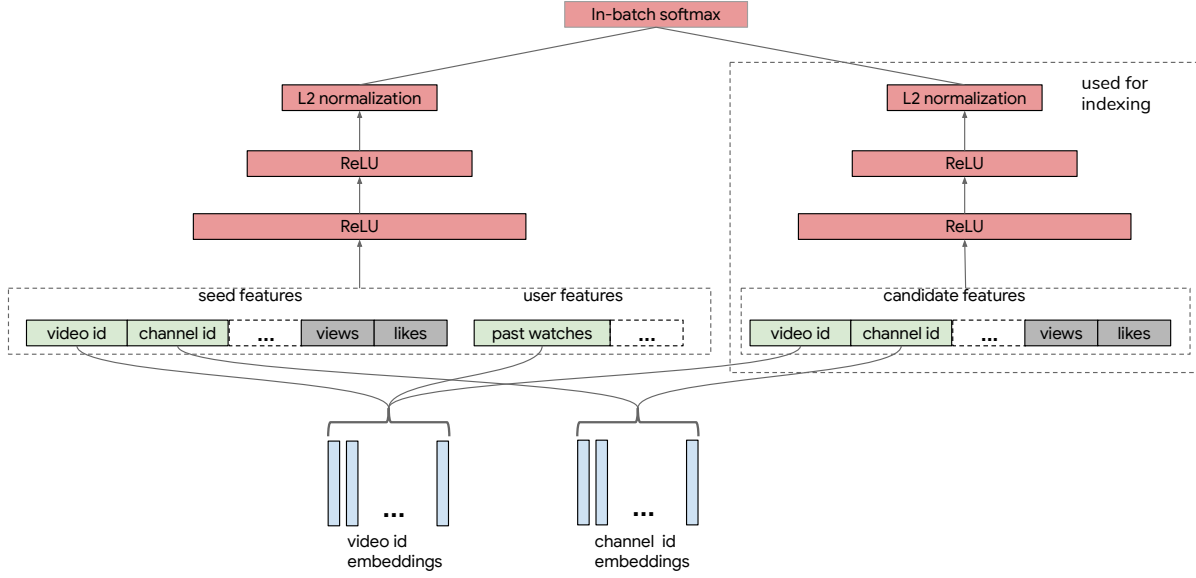 In-batch softmax
L2 normalization
L2 normalization
used for
indexing
ReLU
ReLU
ReLU
ReLU
seed features
user features
candidate features
video id channel id ... views likes
past watches ...
video id channel id ... views likes
...
...
video id
embeddings
channel id
embeddings